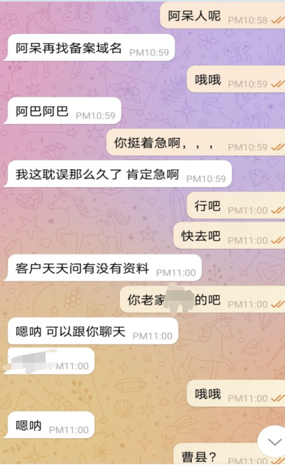 阿呆人呢 PM10:58
阿呆再找备案域名 PM10:59
哦哦 PM10:59
阿巴阿巴 PM10:59
你挺着急啊，，， PM10:59
我这耽误那么久了 肯定急啊 PM10:59
行吧 PM11:00
快去吧 PM11:00
客户天天问有没有资料 PM11:00
你老家 的吧 PM11:00
嗯呐 可以跟你聊天 PM11:00
M11:00
哦哦 PM11:00
嗯呐 PM11:00
曹县？ PM11:00